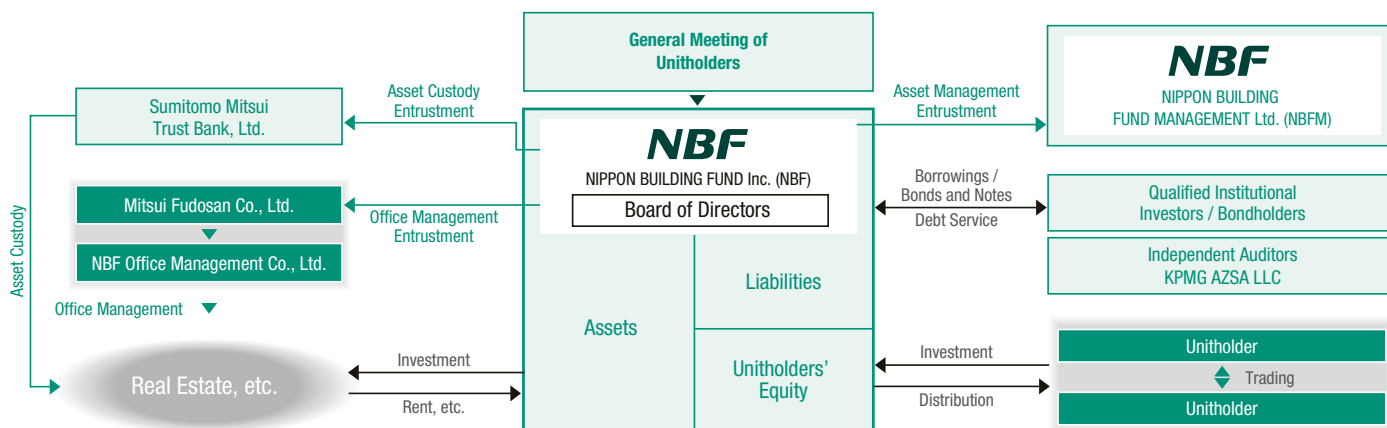 General Meeting of
Unitholders
Sumitomo Mitsui
Trust Bank, Ltd.
Asset Custody
Entrustment
NBF
NIPPON BUILDING FUND Inc. (NBF)
Board of Directors
Asset Management
Entrustment
NBF
NIPPON BUILDING
FUND MANAGEMENT Ltd. (NBFM)
Asset Custody
Mitsui Fudosan Co., Ltd.
NBF Office Management Co., Ltd.
Office Management
Entrustment
Borrowings /
Bonds and Notes
Debt Service
Qualified Institutional
Investors / Bondholders
Independent Auditors
KPMG AZSA LLC
Office Management
Assets
Liabilities
Unitholders'
Equity
Real Estate, etc.
Investment
Rent, etc.
Investment
Distribution
Unitholder
Trading
Unitholder